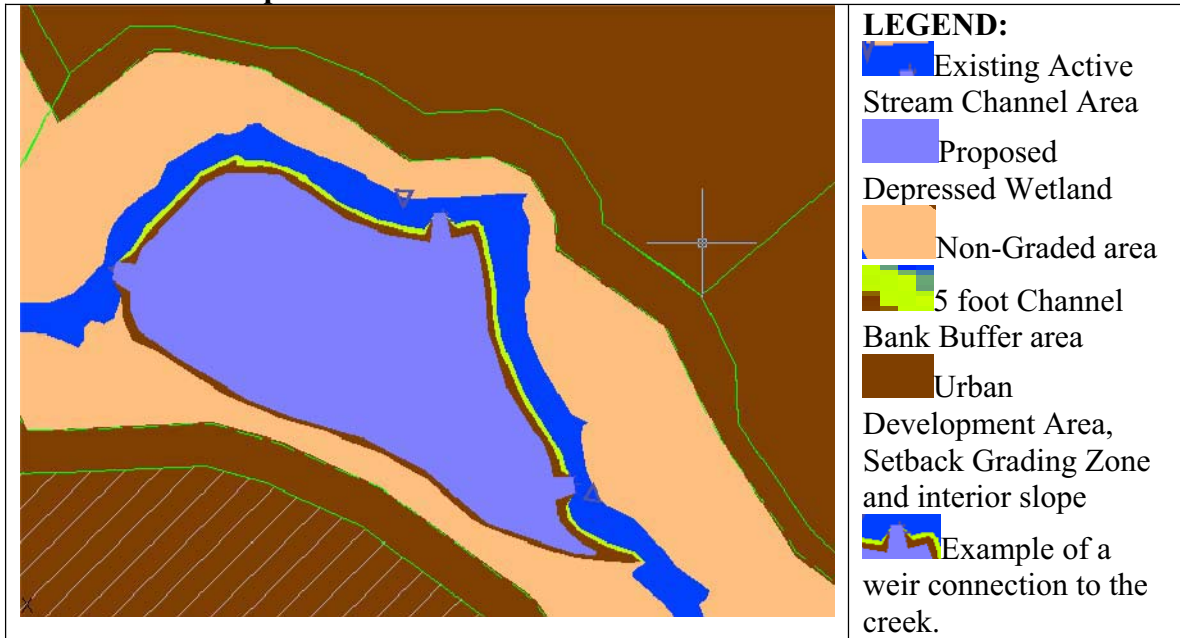 LEGEND:
Existing Active
Stream Channel Area
Proposed
Depressed Wetland
Non-Graded area
5 foot Channel
Bank Buffer area
Urban
Development Area,
Setback Grading Zone
and interior slope
Example of a
weir connection to the
creek.
X